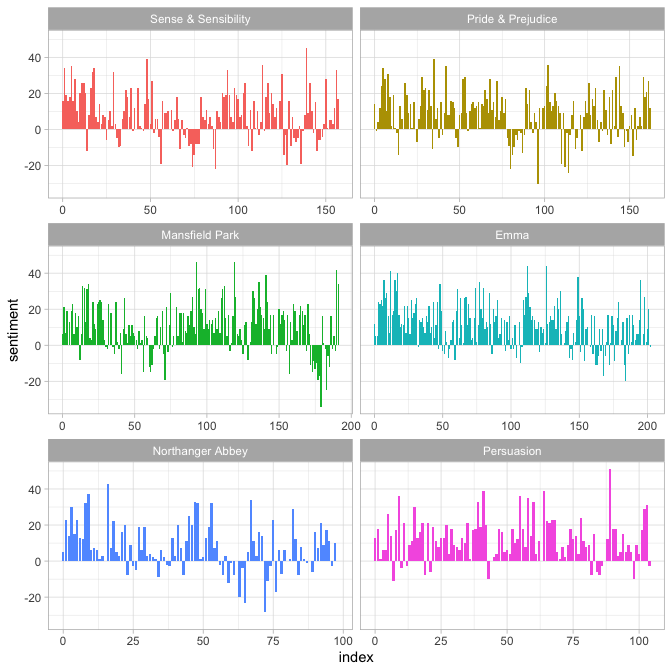 Sense & Sensibility
Pride & Prejudice
40
20
0
-20
0 50 100 150
0 50 100 150
Mansfield Park
Emma
sentiment
40
20
0
-20
0 50 100 150 200
0 50 100 150 200
Northanger Abbey
Persuasion
40
20
0
-20
0 25 50 75 100
0 25 50 75 100
index